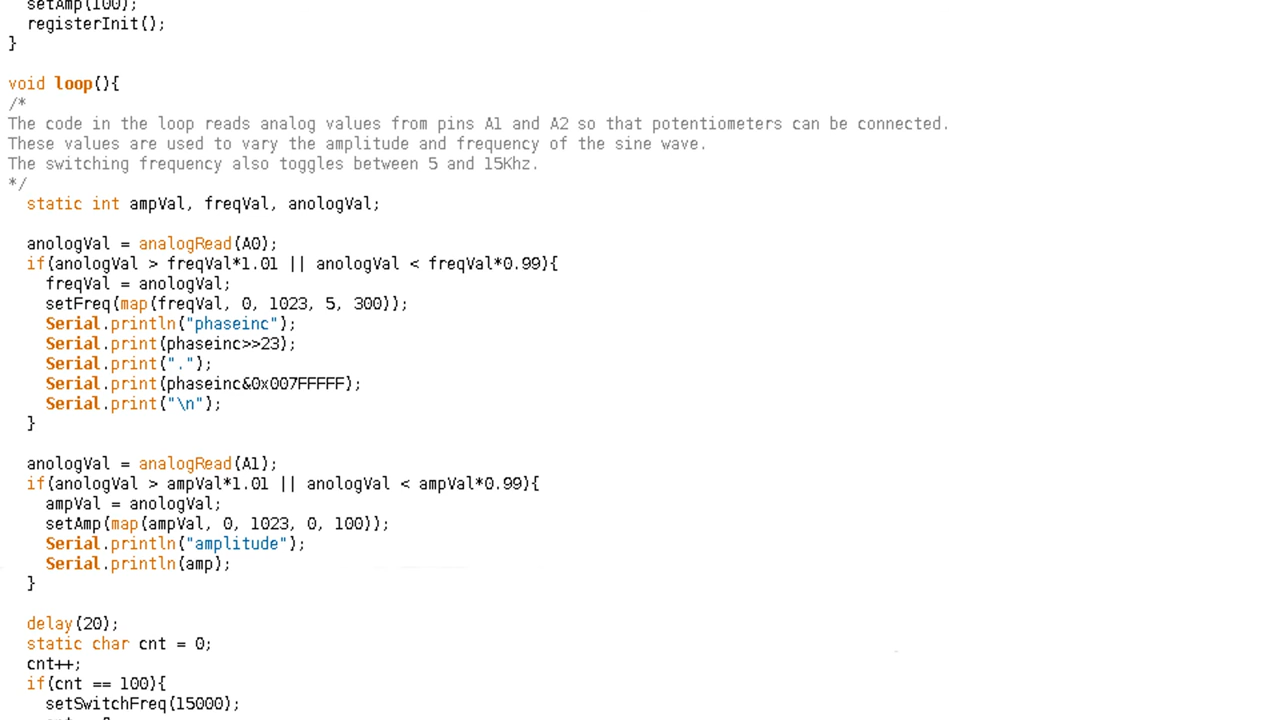 setAmp(100);
registerInit();
}
void loop(){
/*
The code in the loop reads analog values from pins A1 and A2 so that potentiometers can be connected.
These values are used to vary the amplitude and frequency of the sine wave.
The switching frequency also toggles between 5 and 15Khz.
*/
static int ampVal, freqVal, anologVal;
anologVal = analogRead(A0);
if(anologVal > freqVal*1.01 || anologVal < freqVal*0.99){
freqVal = anologVal;
setFreq(map(freqVal, 0, 1023, 5, 300));
Serial.println("phaseinc");
Serial.print(phaseinc>>23);
Serial.print(".");
Serial.print(phaseinc&0x007FFFFF);
Serial.print("\n");
}
anologVal = analogRead(A1);
if(anologVal > ampVal*1.01 || anologVal < ampVal*0.99){
ampVal = anologVal;
setAmp(map(ampVal, 0, 1023, 0, 100));
Serial.println("amplitude");
Serial.println(amp);
}
delay(20);
static char cnt = 0;
cnt++;
if(cnt == 100){
setSwitchFreq(15000);